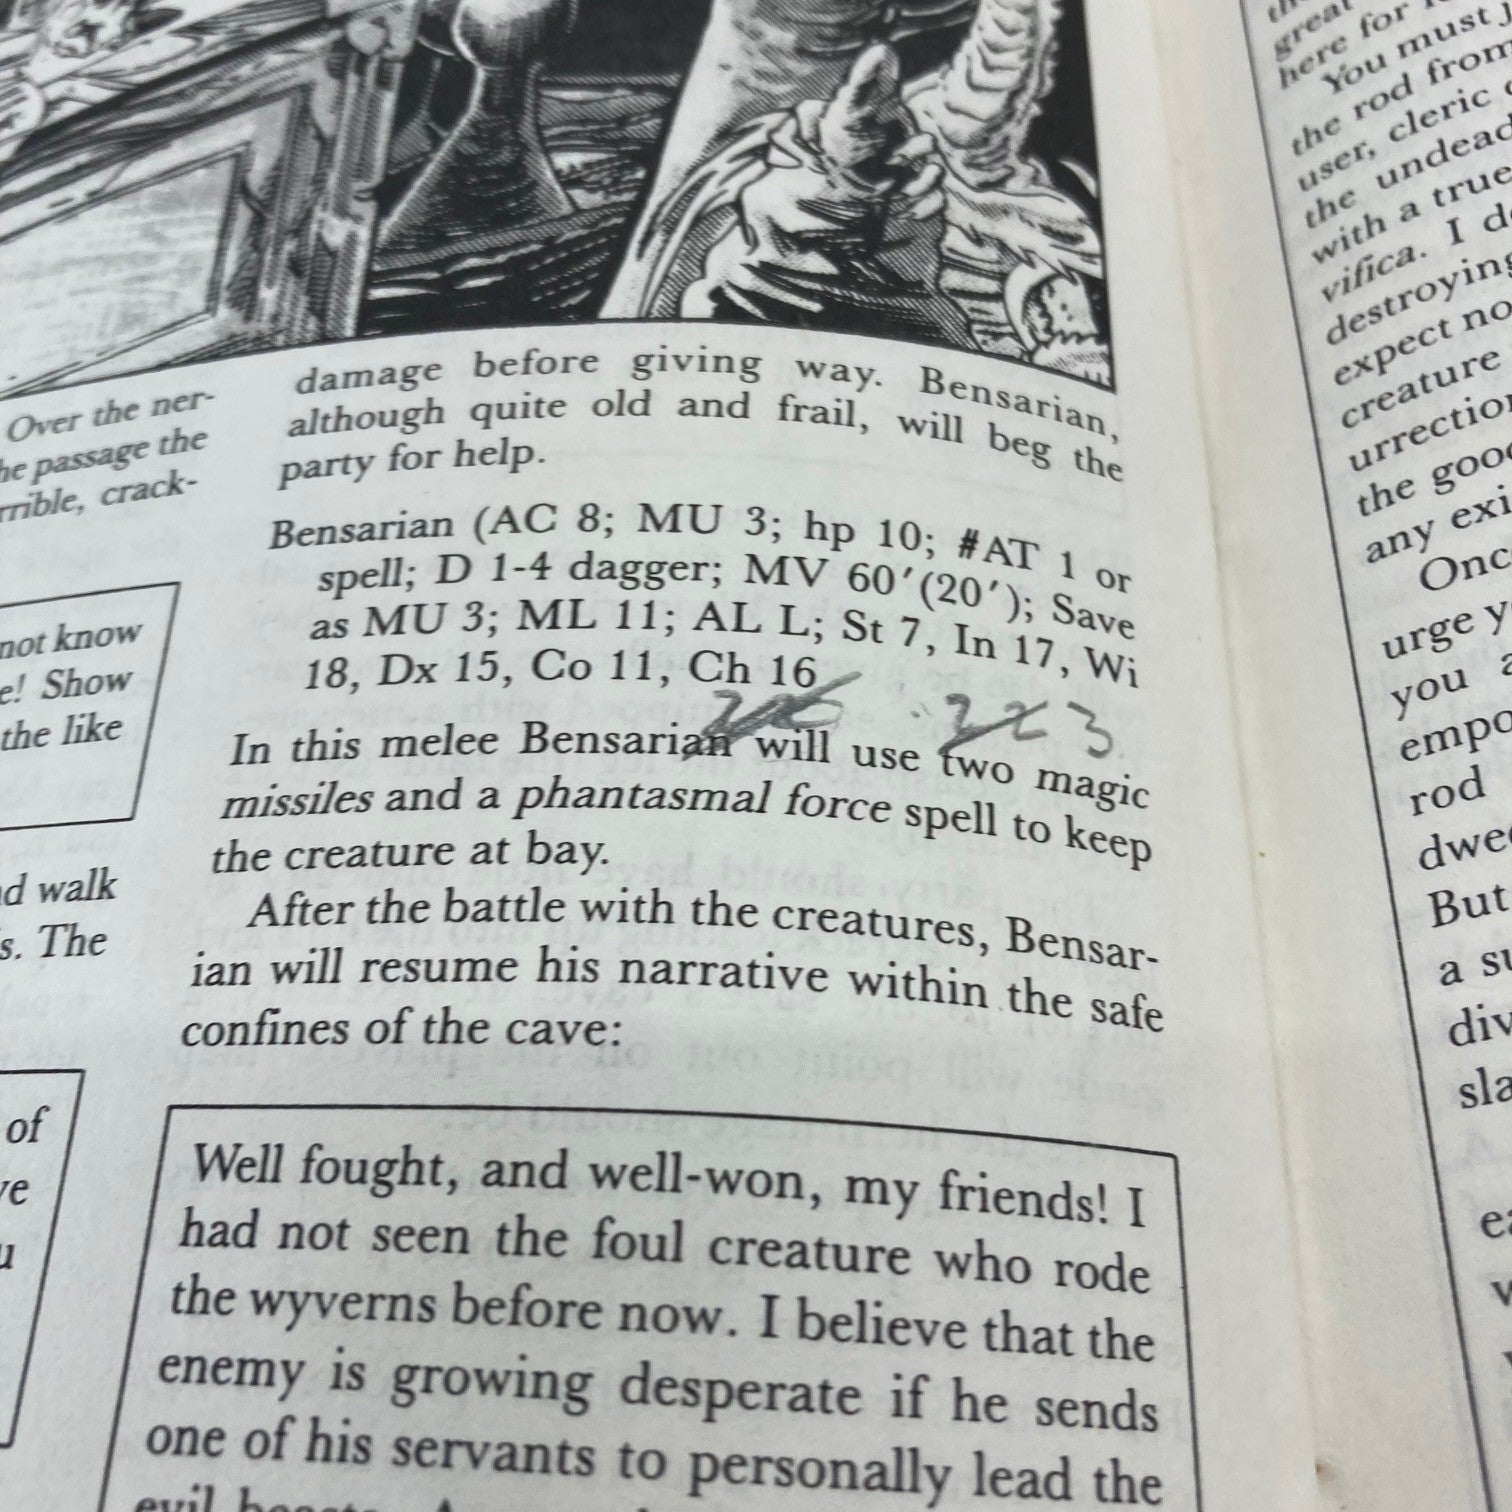 Over the ner-
he passage the
rrible, crack-
not know
e! Show
the like
d walk
s. The
of
damage before giving way. Bensarian,
although quite old and frail, will beg the
party for help.
Bensarian (AC 8; MU 3; hp 10; #AT 1 or
spell; D 1-4 dagger; MV 60′(20′); Save
as MU 3; ML 11; AL L; St 7, In 17, Wi
18, Dx 15, Co 11, Ch 16
3
In this melee Bensarian will use two magic
missiles and a phantasmal force spell to keep
the creature at bay.
After the battle with the creatures, Bensar-
ian will resume his narrative within the safe
confines of the cave:
Well fought, and well-won, my friends! I
had not seen the foul creature who rode
the wyverns before now. I believe that the
enemy is growing desperate if he sends
one of his servants to personally lead the
great
here for
You must
the rod from
user, cleric
the undead
with a true
vifica. I
destroying
expect no
creature
urrection
the good
any exi
Onc
urge y
you a
empo
rod
dwe
But
a su
div
sla